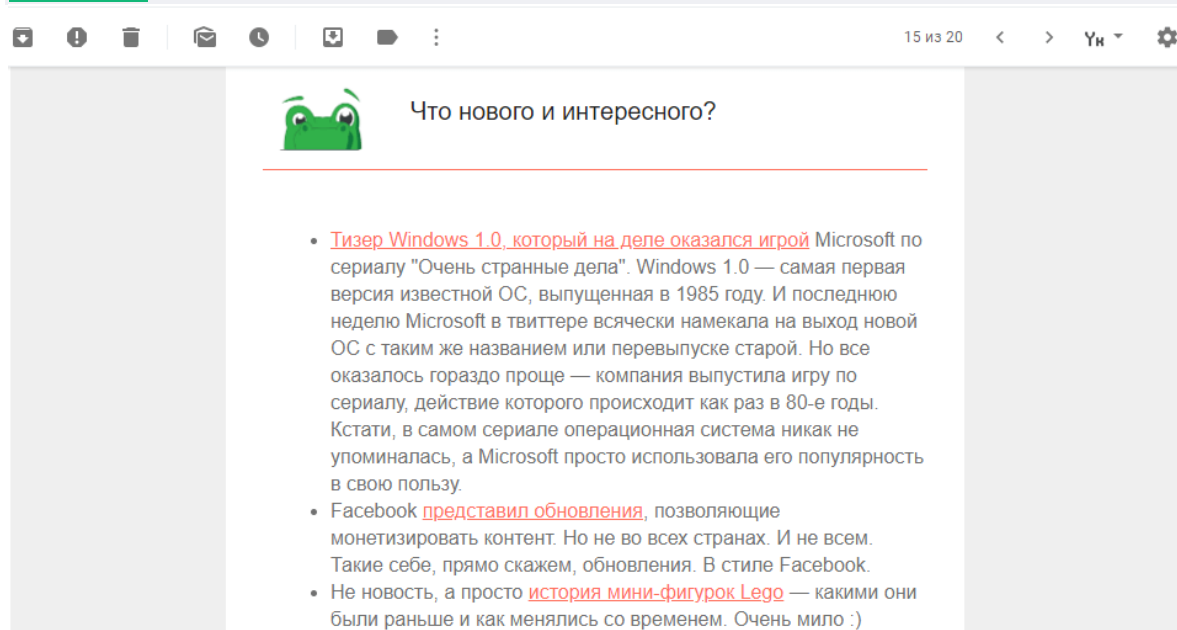 15 из 20
Ун
Что нового и интересного?
Тизер Windows 1.0, который на деле оказался игрой Microsoft по
сериалу "Очень странные дела". Windows 1.0 — самая первая
версия известной ОС, выпущенная в 1985 году. И последнюю
неделю Microsoft в твиттере всячески намекала на выход новой
ОС с таким же названием или перевыпуске старой. Но все
оказалось гораздо проще — компания выпустила игру по
сериалу, действие которого происходит как раз в 80-е годы.
Кстати, в самом сериале операционная система никак не
упоминалась, а Microsoft просто использовала его популярность
в свою пользу.
Facebook представил обновления, позволяющие
монетизировать контент. Но не во всех странах. И не всем.
Такие себе, прямо скажем, обновления. В стиле Facebook.
Не новость, а просто история мини-фигурок Lego — какими они
были раньше и как менялись со временем. Очень мило :)